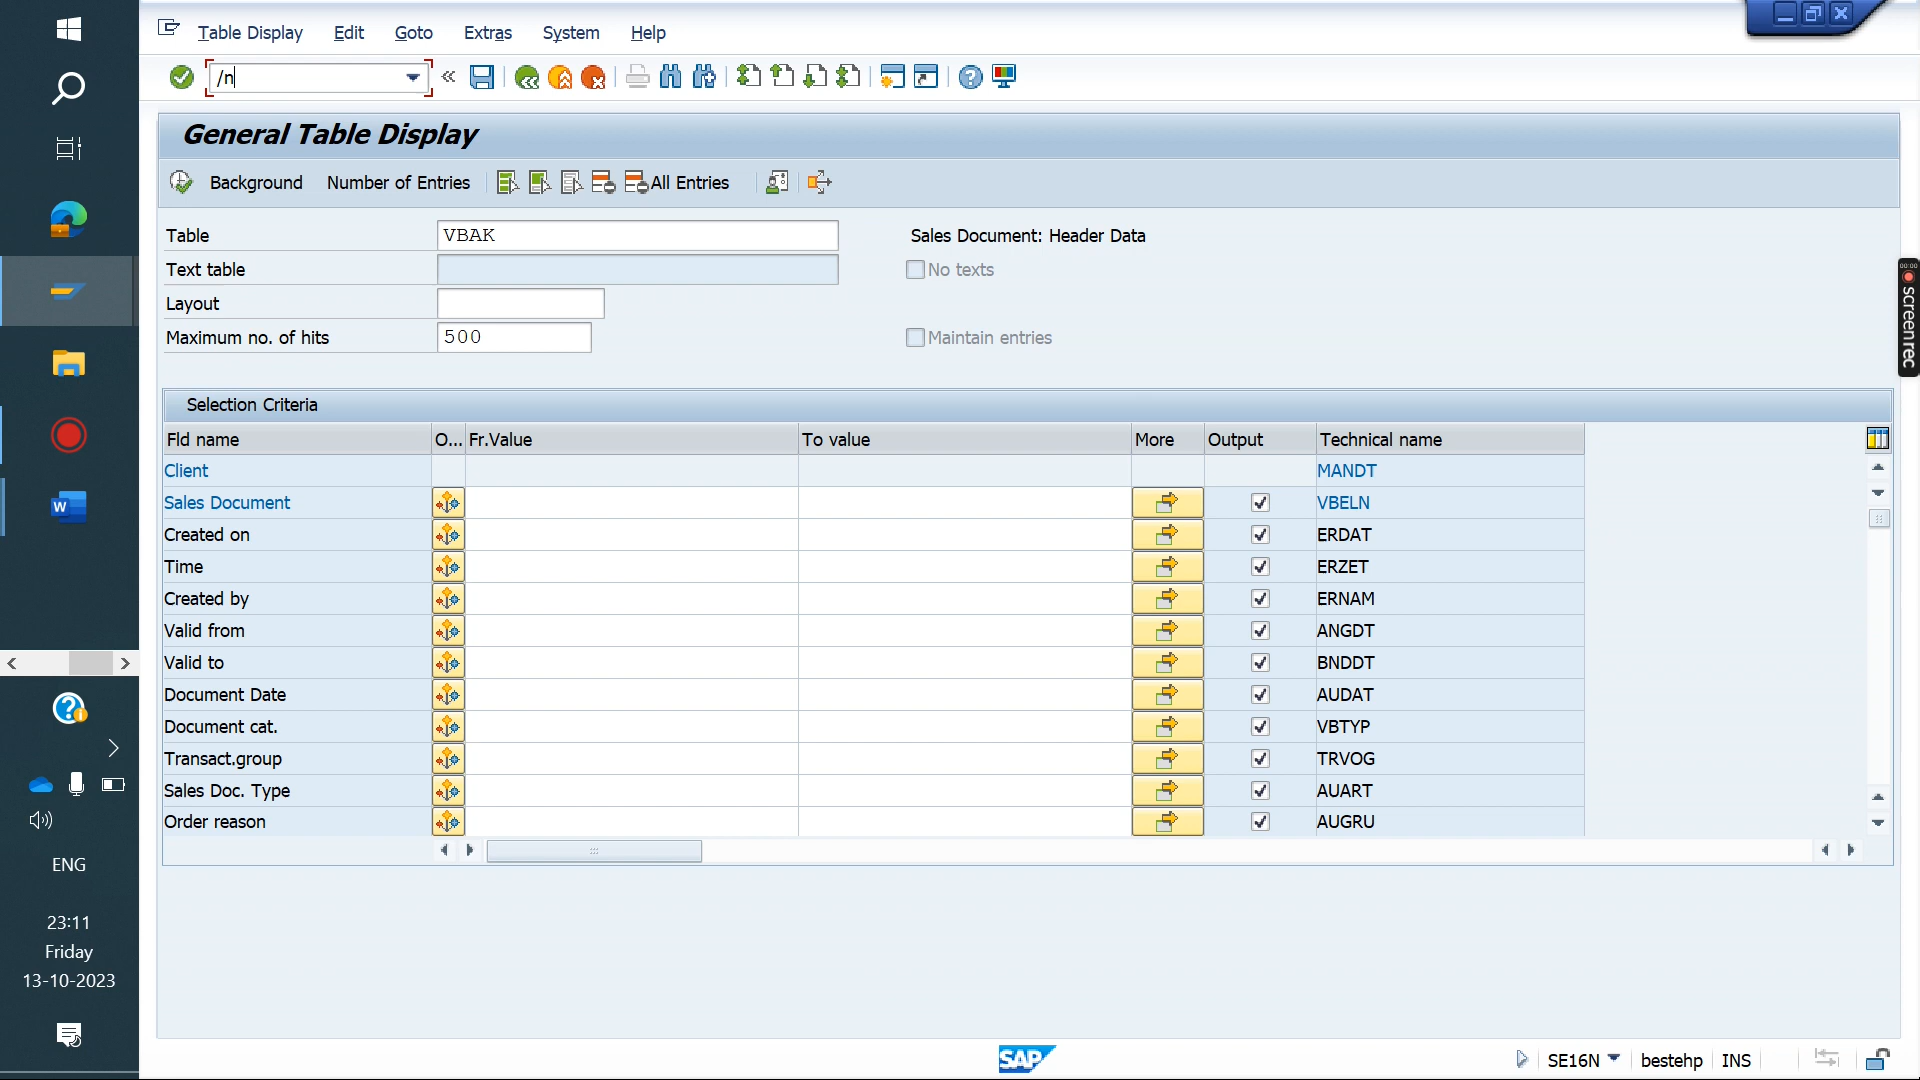 Table Display Edit Goto Extras System Help
/n
General Table Display
Background Number of Entries All Entries
Table VBAK Sales Document: Header Data
Text table No texts
Layout
Maximum no. of hits 500 Maintain entries
Selection Criteria
Fld name O... Fr.Value To value More Output Technical name
Client MANDT
Sales Document VBELN
Created on ERDAT
Time ERZET
Created by ERNAM
Valid from ANGDT
Valid to BNDDT
Document Date AUDAT
Document cat. VBTYP
Transact.group TRVOG
Sales Doc. Type AUART
Order reason AUGRU
SAP SE16N bestehp INS
W
ENG
23:11
Friday
13-10-2023
00:00
screenrec